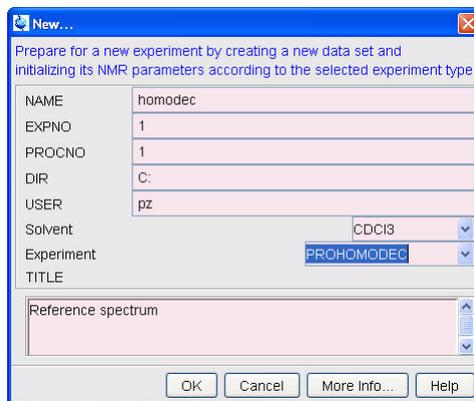 New...
Prepare for a new experiment by creating a new data set and
initializing its NMR parameters according to the selected experiment type
NAME homodec
EXPNO 1
PROCNO 1
DIR C:
USER pz
Solvent CDCl3
Experiment PROHOMODEC
TITLE
Reference spectrum
OK Cancel More Info... Help